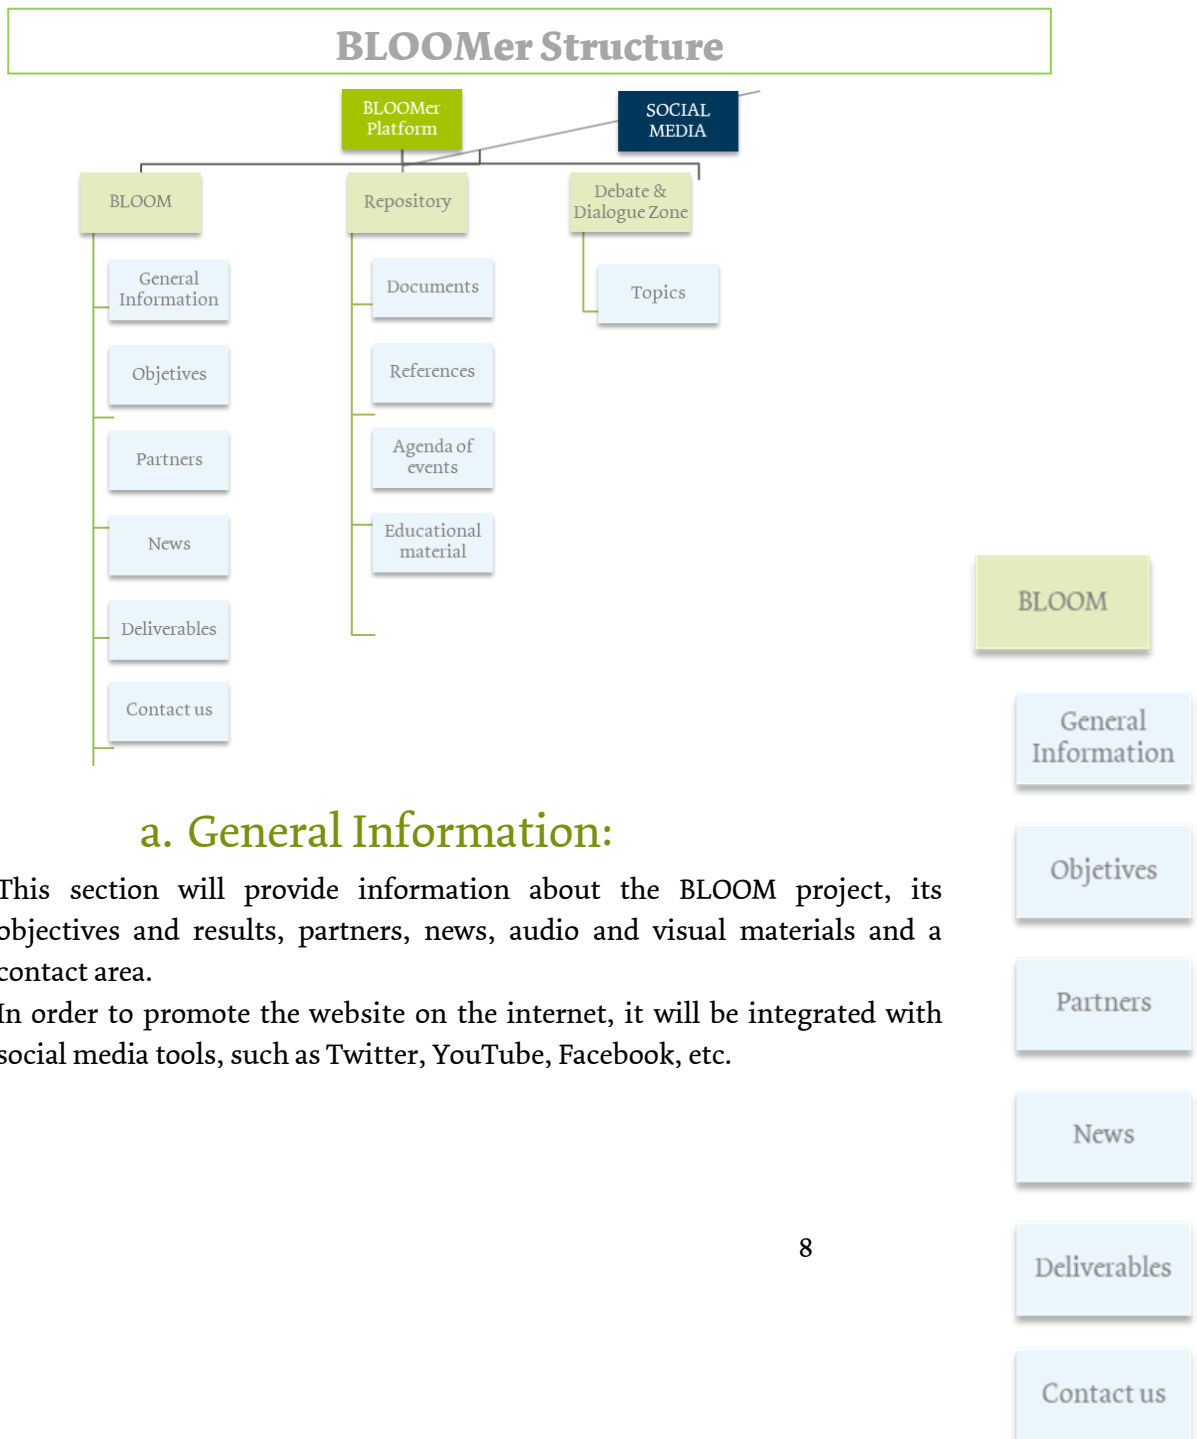 BLOOMer Structure
BLOOMer
Platform
SOCIAL
MEDIA
BLOOM
Repository
Debate &
Dialogue Zone
General
Information
Objetives
Partners
News
Deliverables
Contact us
Documents
References
Agenda of
events
Educational
material
Topics
a. General Information:
This section will provide information about the BLOOM project, its
objectives and results, partners, news, audio and visual materials and a
contact area.
In order to promote the website on the internet, it will be integrated with
social media tools, such as Twitter, YouTube, Facebook, etc.
BLOOM
General
Information
Objetives
Partners
News
Deliverables
Contact us
8